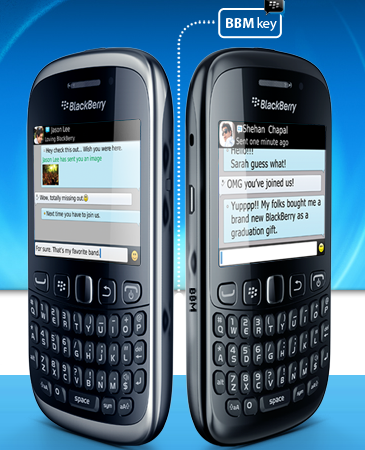 BBM key
BlackBerry
Jason Lee
Loving BlackBerry
Hey check this out... Wish you were here.
Jason Lee has sent you an image
Wow, totally missing out.
Next time you have to join us.
For sure. That's my favorite band.
space
sym
aA
BBM
BlackBerry
Shehan Chapal
Sent one minute ago
Hello!!!
Sarah guess what!
OMG you've joined us!
Yupppp!! My folks bought me a
brand new BlackBerry as a
graduation gift.
Q W E R T Y U I O P
A S D F G H J K L
alt Z X C V B N M $
space
sym
aA